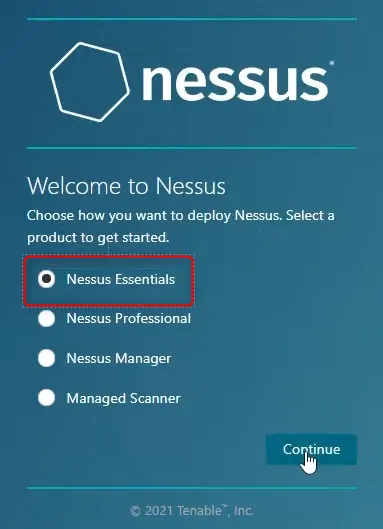 nessus®
Welcome to Nessus
Choose how you want to deploy Nessus. Select a
product to get started.
Nessus Essentials
Nessus Professional
Nessus Manager
Managed Scanner
Continue
© 2021 Tenable™, Inc.